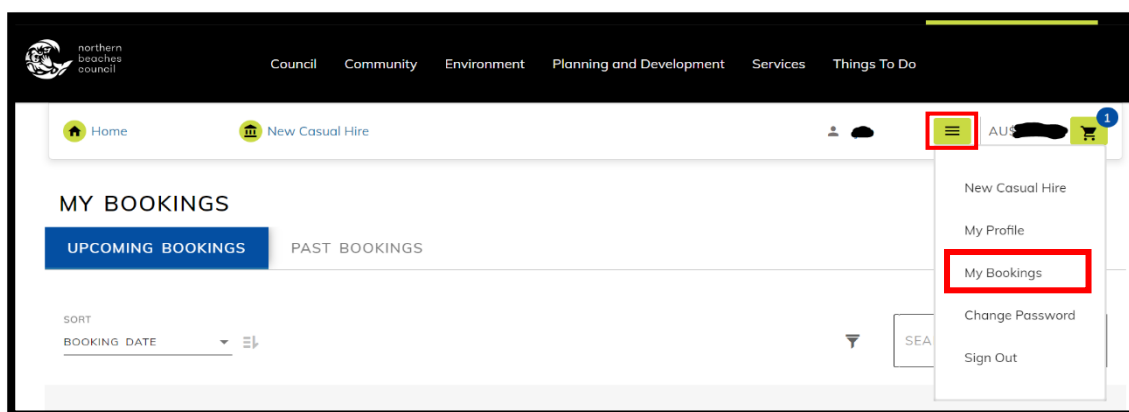 northern
beaches
council
Council Community Environment Planning and Development Services Things To Do
1
Home New Casual Hire AU$
New Casual Hire
MY BOOKINGS
My Profile
UPCOMING BOOKINGS PAST BOOKINGS
My Bookings
Change Password
SORT
BOOKING DATE SEA
Sign Out